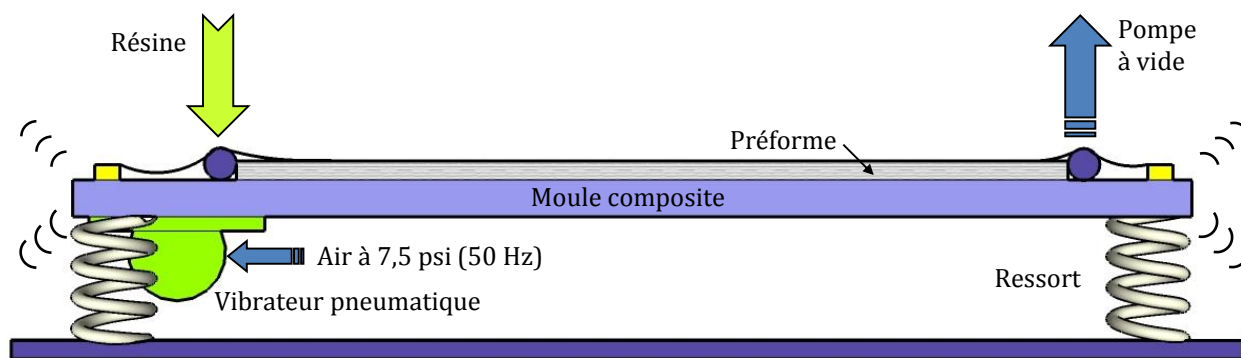 Résine
Pompe
à vide
Préforme
Moule composite
Air à 7,5 psi (50 Hz)
Ressort
Vibrateur pneumatique